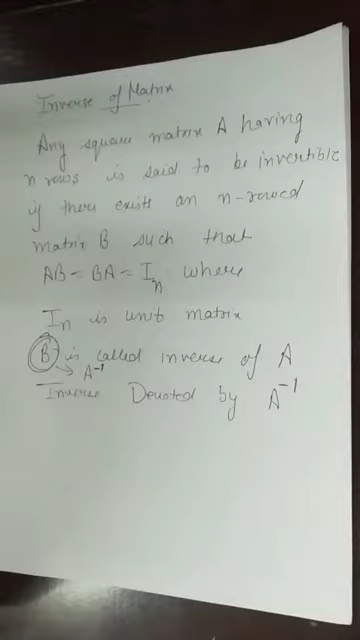 Inverse of Matrix
Any square matrix A having
n rows is said to be invertible
if there exists an n-rowed
matrix B such that
AB = BA = In where
In is unit matrix
B is called inverse of A
→ A⁻¹
Inverse Denoted by A⁻¹